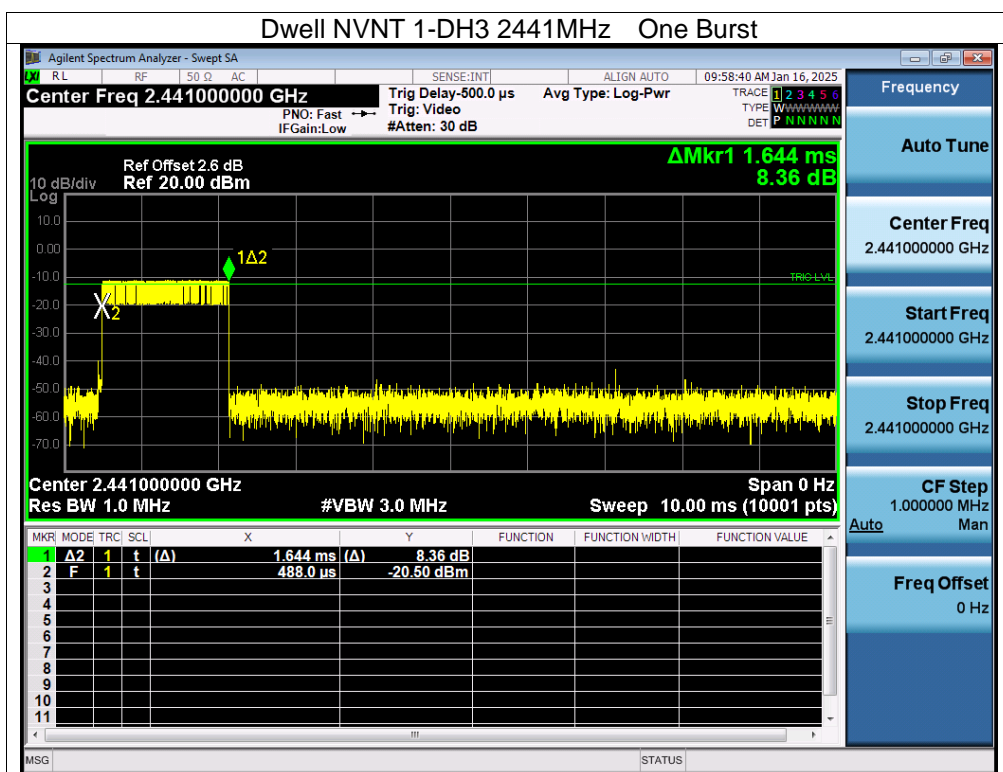 Dwell NVNT 1-DH3 2441MHz One Burst
Agilent Spectrum Analyzer - Swept SA
LXI RL RF 50 Ω AC SENSE:INT ALIGN AUTO 09:58:40 AM Jan 16, 2025
Center Freq 2.441000000 GHz
PNO: Fast
IFGain:Low
Trig Delay-500.0 µs
Trig: Video
#Atten: 30 dB
Avg Type: Log-Pwr
TRACE 1 2 3 4 5 6
TYPE WWWWWWW
DET P N N N N N
ΔMkr1 1.644 ms
8.36 dB
Ref Offset 2.6 dB
10 dB/div Ref 20.00 dBm
Log
10.0
0.00
-10.0
-20.0
-30.0
-40.0
-50.0
-60.0
-70.0
1Δ2
2
TRIG LVL
Center 2.441000000 GHz Span 0 Hz
Res BW 1.0 MHz #VBW 3.0 MHz Sweep 10.00 ms (10001 pts)
MKR MODE TRC SCL X Y FUNCTION FUNCTION WIDTH FUNCTION VALUE
1 Δ2 1 t (Δ) 1.644 ms (Δ) 8.36 dB
2 F 1 t 488.0 µs -20.50 dBm
3
4
5
6
7
8
9
10
11
MSG STATUS
Frequency
Auto Tune
Center Freq
2.441000000 GHz
Start Freq
2.441000000 GHz
Stop Freq
2.441000000 GHz
CF Step
1.000000 MHz
Auto Man
Freq Offset
0 Hz